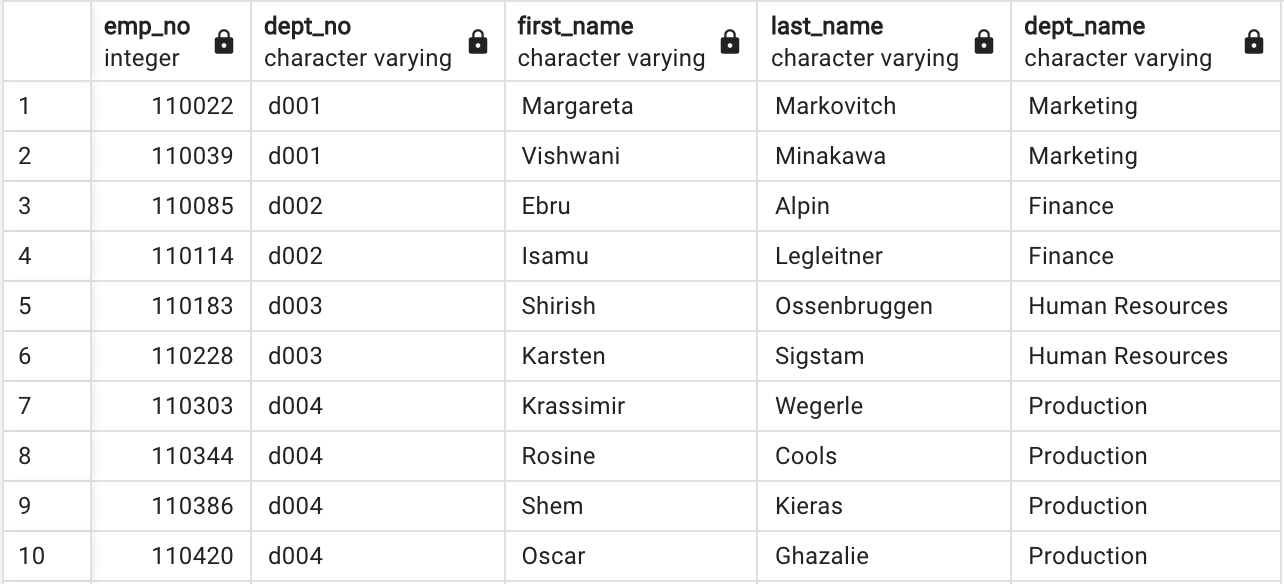 emp_no dept_no first_name last_name dept_name
integer character varying character varying character varying character varying
1 110022 d001 Margareta Markovitch Marketing
2 110039 d001 Vishwani Minakawa Marketing
3 110085 d002 Ebru Alpin Finance
4 110114 d002 Isamu Legleitner Finance
5 110183 d003 Shirish Ossenbruggen Human Resources
6 110228 d003 Karsten Sigstam Human Resources
7 110303 d004 Krassimir Wegerle Production
8 110344 d004 Rosine Cools Production
9 110386 d004 Shem Kieras Production
10 110420 d004 Oscar Ghazalie Production